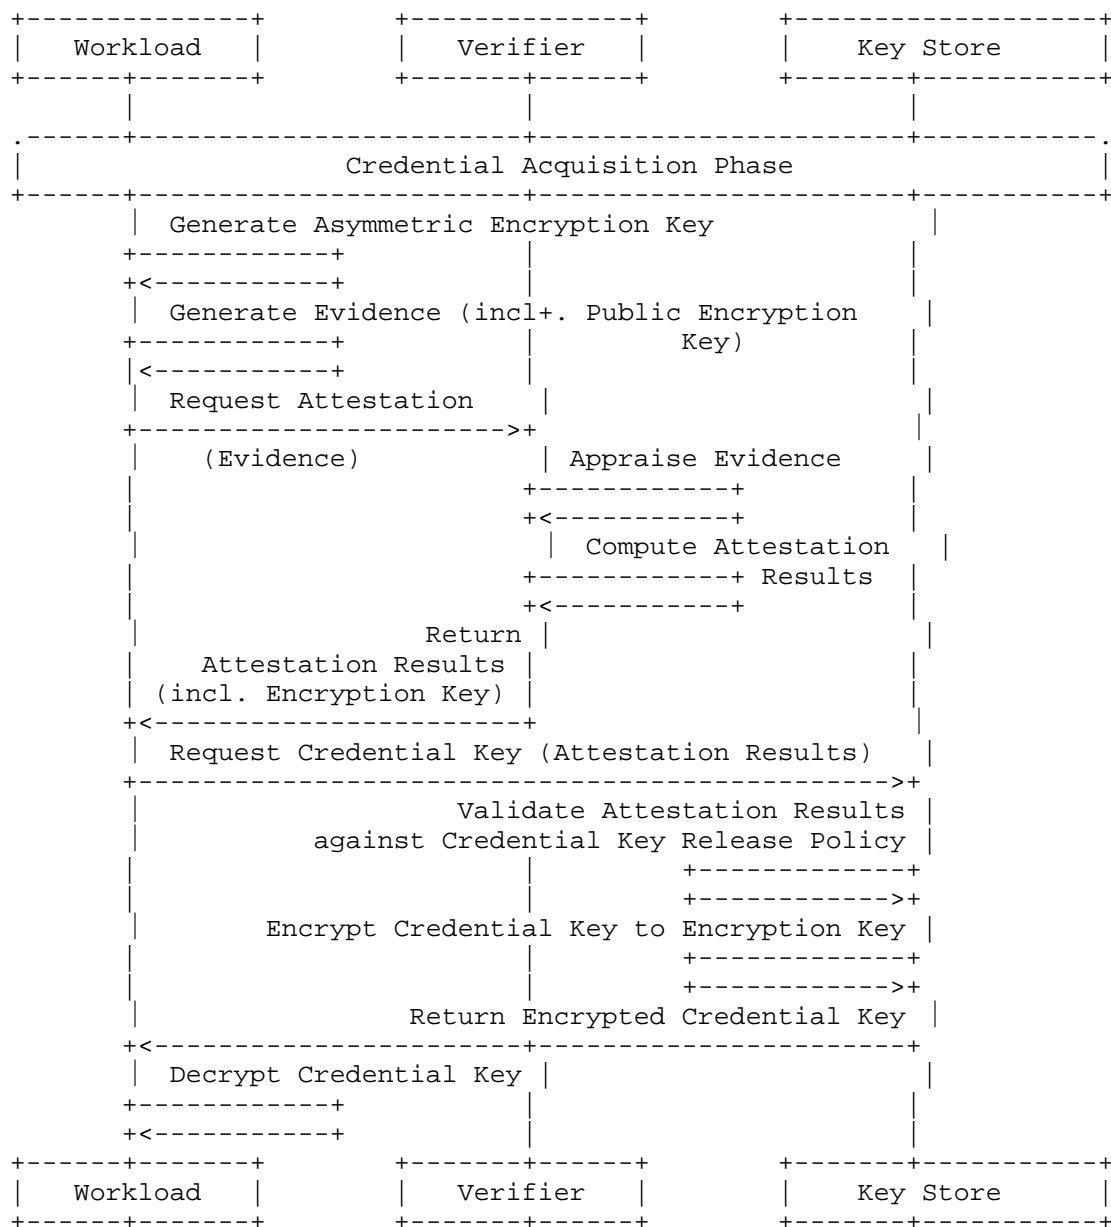 Workload Verifier Key Store
Credential Acquisition Phase
Generate Asymmetric Encryption Key
Generate Evidence (incl+. Public Encryption
Key)
Request Attestation
(Evidence) Appraise Evidence
Compute Attestation
Results
Return
Attestation Results
(incl. Encryption Key)
Request Credential Key (Attestation Results)
Validate Attestation Results
against Credential Key Release Policy
Encrypt Credential Key to Encryption Key
Return Encrypted Credential Key
Decrypt Credential Key
Workload Verifier Key Store